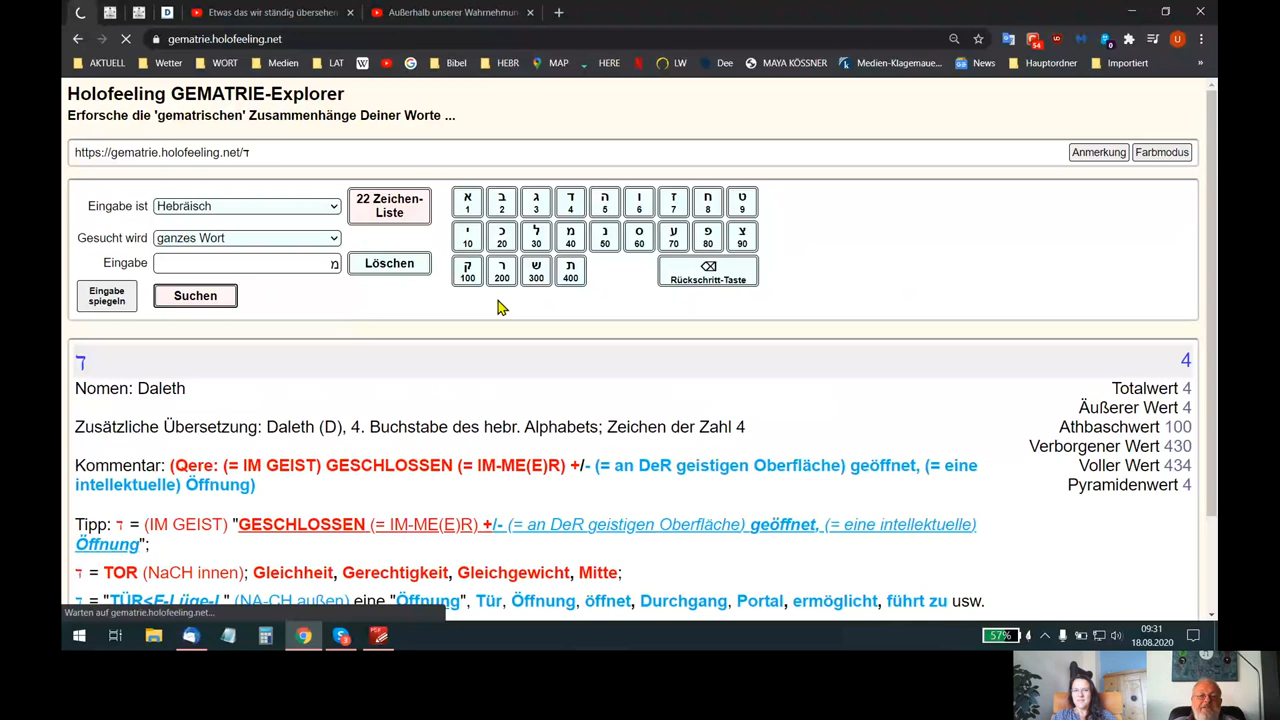 Etwas das wir ständig übersehen
Außerhalb unserer Wahrnehmun
gematrie.holofeeling.net
AKTUELL Wetter WORT Medien LAT Bibel HEBR MAP HERE LW Dee MAYA KÖSSNER Medien-Klagemaue... News Hauptordner Importiert »
Holofeeling GEMATRIE-Explorer
Erforsche die 'gematrischen' Zusammenhänge Deiner Worte ...
https://gematrie.holofeeling.net/ד
Anmerkung Farbmodus
Eingabe ist Hebräisch
22 Zeichen-
Liste
Gesucht wird ganzes Wort
Eingabe מ
Löschen
Eingabe
spiegeln
Suchen
א ב ג ד ה ו ז ח ט
1 2 3 4 5 6 7 8 9
י כ ל מ נ ס ע פ צ
10 20 30 40 50 60 70 80 90
ק ר ש ת
100 200 300 400
Rückschritt-Taste
ד 4
Nomen: Daleth
Totalwert 4
Äußerer Wert 4
Athbaschwert 100
Verborgener Wert 430
Voller Wert 434
Pyramidenwert 4
Zusätzliche Übersetzung: Daleth (D), 4. Buchstabe des hebr. Alphabets; Zeichen der Zahl 4
Kommentar: (Qere: (= IM GEIST) GESCHLOSSEN (= IM-ME(E)R) +/- (= an DeR geistigen Oberfläche) geöffnet, (= eine
intellektuelle) Öffnung)
Tipp: ד = (IM GEIST) "GESCHLOSSEN (= IM-ME(E)R) +/- (= an DeR geistigen Oberfläche) geöffnet, (= eine intellektuelle)
Öffnung";
ד = TOR (NaCH innen); Gleichheit, Gerechtigkeit, Gleichgewicht, Mitte;
ד = "TÜR<F-Lüge-L" (NA-CH außen) eine "Öffnung", Tür, Öffnung, öffnet, Durchgang, Portal, ermöglicht, führt zu usw.
Warten auf gematrie.holofeeling.net...
57%
09:31
18.08.2020